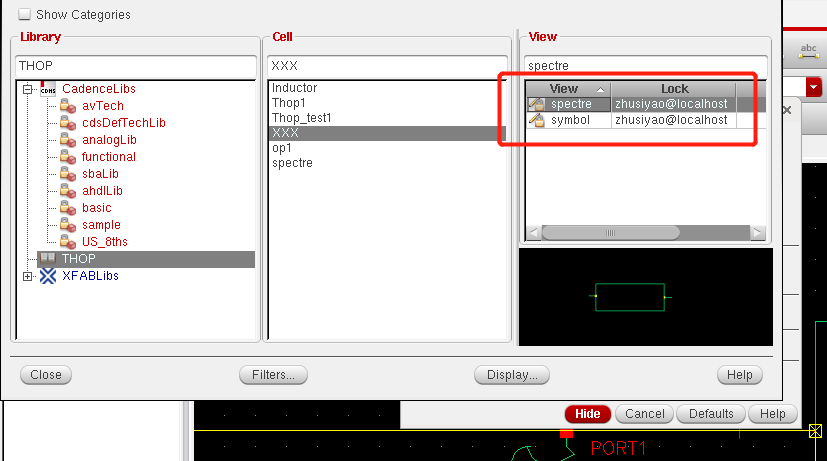 Show Categories
Library
Cell
View
THOP
XXX
spectre
CadenceLibs
avTech
cdsDefTechLib
analogLib
functional
sbaLib
ahdlLib
basic
sample
US_8ths
THOP
XFABLibs
Inductor
Thop1
Thop_test1
XXX
op1
spectre
View Lock
spectre zhusiyao@localhost
symbol zhusiyao@localhost
abc
Close
Filters...
Display...
Help
Hide
Cancel
Defaults
Help
PORT1